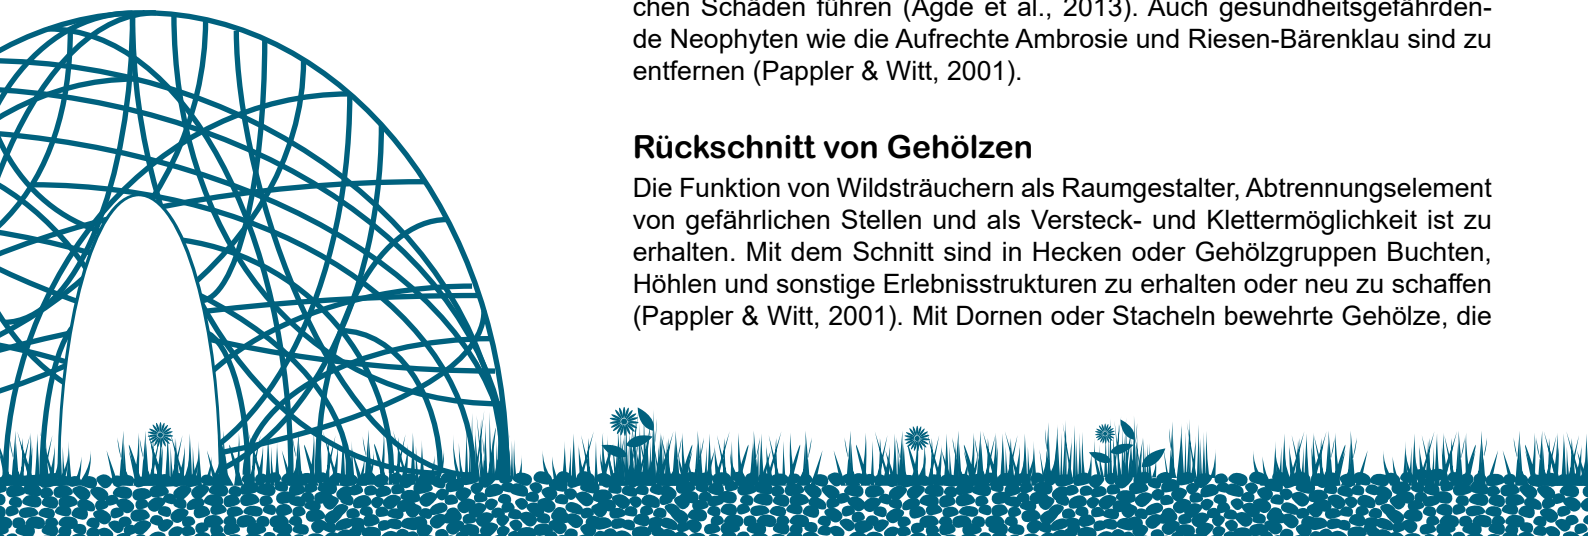 chen Schäden führen (Agde et al., 2013). Auch gesundheitsgefährden-
de Neophyten wie die Aufrechte Ambrosie und Riesen-Bärenklau sind zu
entfernen (Pappler & Witt, 2001).
Rückschnitt von Gehölzen
Die Funktion von Wildsträuchern als Raumgestalter, Abtrennungselement
von gefährlichen Stellen und als Versteck- und Klettermöglichkeit ist zu
erhalten. Mit dem Schnitt sind in Hecken oder Gehölzgruppen Buchten,
Höhlen und sonstige Erlebnisstrukturen zu erhalten oder neu zu schaffen
(Pappler & Witt, 2001). Mit Dornen oder Stacheln bewehrte Gehölze, die